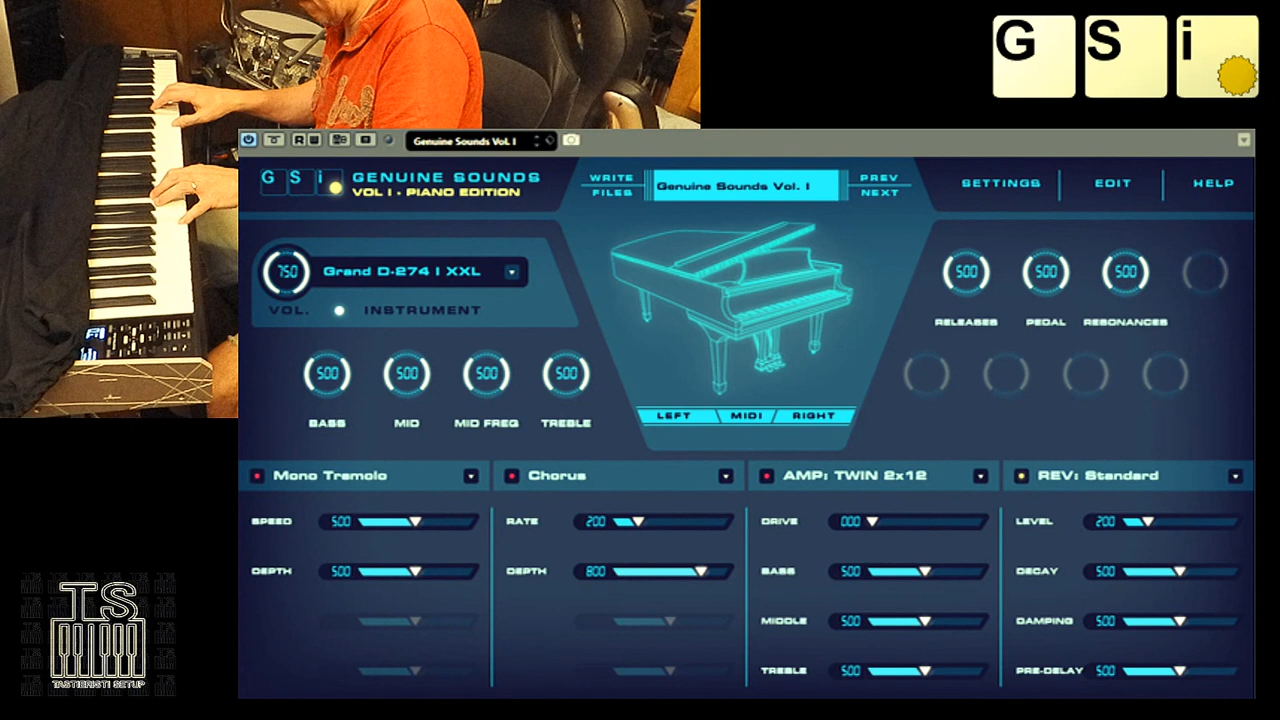 G S i
Genuine Sounds Vol. I
G S i GENUINE SOUNDS
VOL I - PIANO EDITION
WRITE
FILES
Genuine Sounds Vol. I
PREV
NEXT
SETTINGS
EDIT
HELP
750
Grand D-274 | XXL
VOL.
INSTRUMENT
500 500 500
RELEASES PEDAL RESONANCES
500 500 500 500
BASS MID MID FREQ TREBLE
LEFT MIDI RIGHT
Mono Tremolo
SPEED 500
DEPTH 500
Chorus
RATE 200
DEPTH 800
AMP: TWIN 2x12
DRIVE 000
BASS 500
MIDDLE 500
TREBLE 500
REV: Standard
LEVEL 200
DECAY 500
DAMPING 500
PRE-DELAY 500
TS
TASTIERISTI SETUP